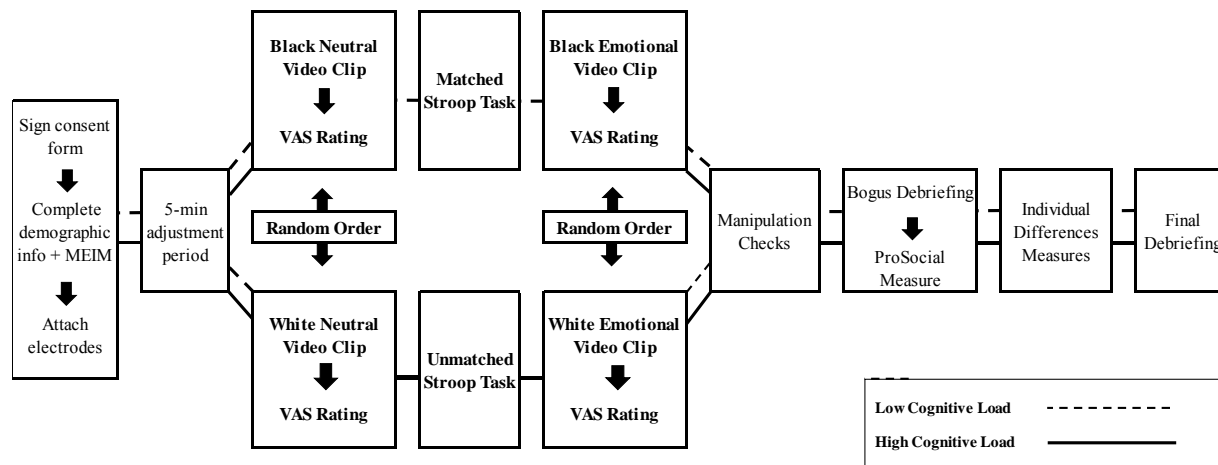 Sign consent
form
Complete
demographic
info + MEIM
Attach
electrodes
5-min
adjustment
period
Black Neutral
Video Clip
VAS Rating
Random Order
White Neutral
Video Clip
VAS Rating
Matched
Stroop Task
Unmatched
Stroop Task
Black Emotional
Video Clip
VAS Rating
Random Order
White Emotional
Video Clip
VAS Rating
Manipulation
Checks
Bogus Debriefing
ProSocial
Measure
Individual
Differences
Measures
Final
Debriefing
Low Cognitive Load
High Cognitive Load